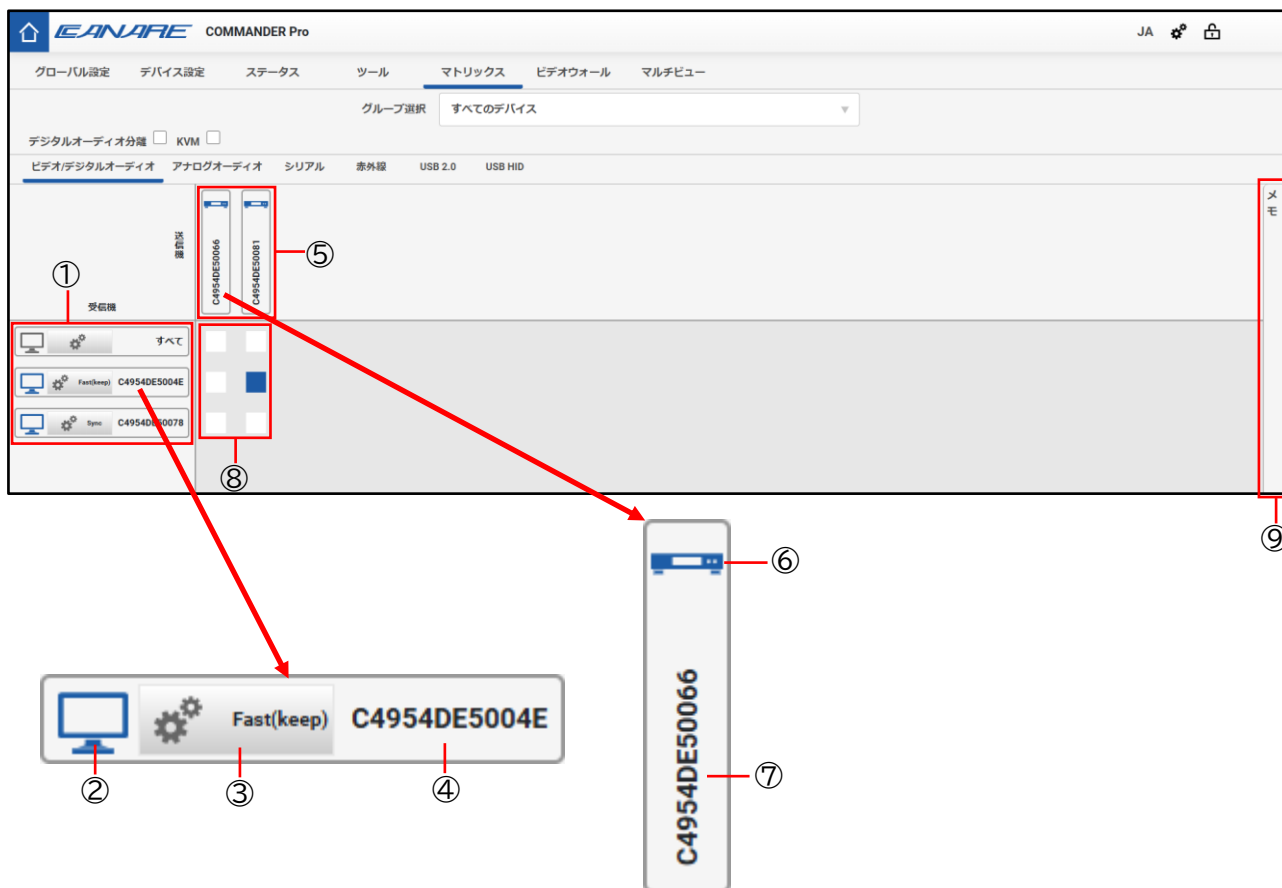 CANARE COMMANDER Pro JA
グローバル設定 デバイス設定 ステータス ツール マトリックス ビデオウォール マルチビュー
グループ選択 すべてのデバイス
デジタルオーディオ分離 KVM
ビデオ/デジタルオーディオ アナログオーディオ シリアル 赤外線 USB 2.0 USB HID
送信機
C4954DE50066
C4954DE50081
⑤
メモ
①
受信機
すべて
Fast(keep) C4954DE5004E
Sync C4954DE50078
⑧
⑨
⑥
Fast(keep) C4954DE5004E
② ③ ④
C4954DE50066
⑦